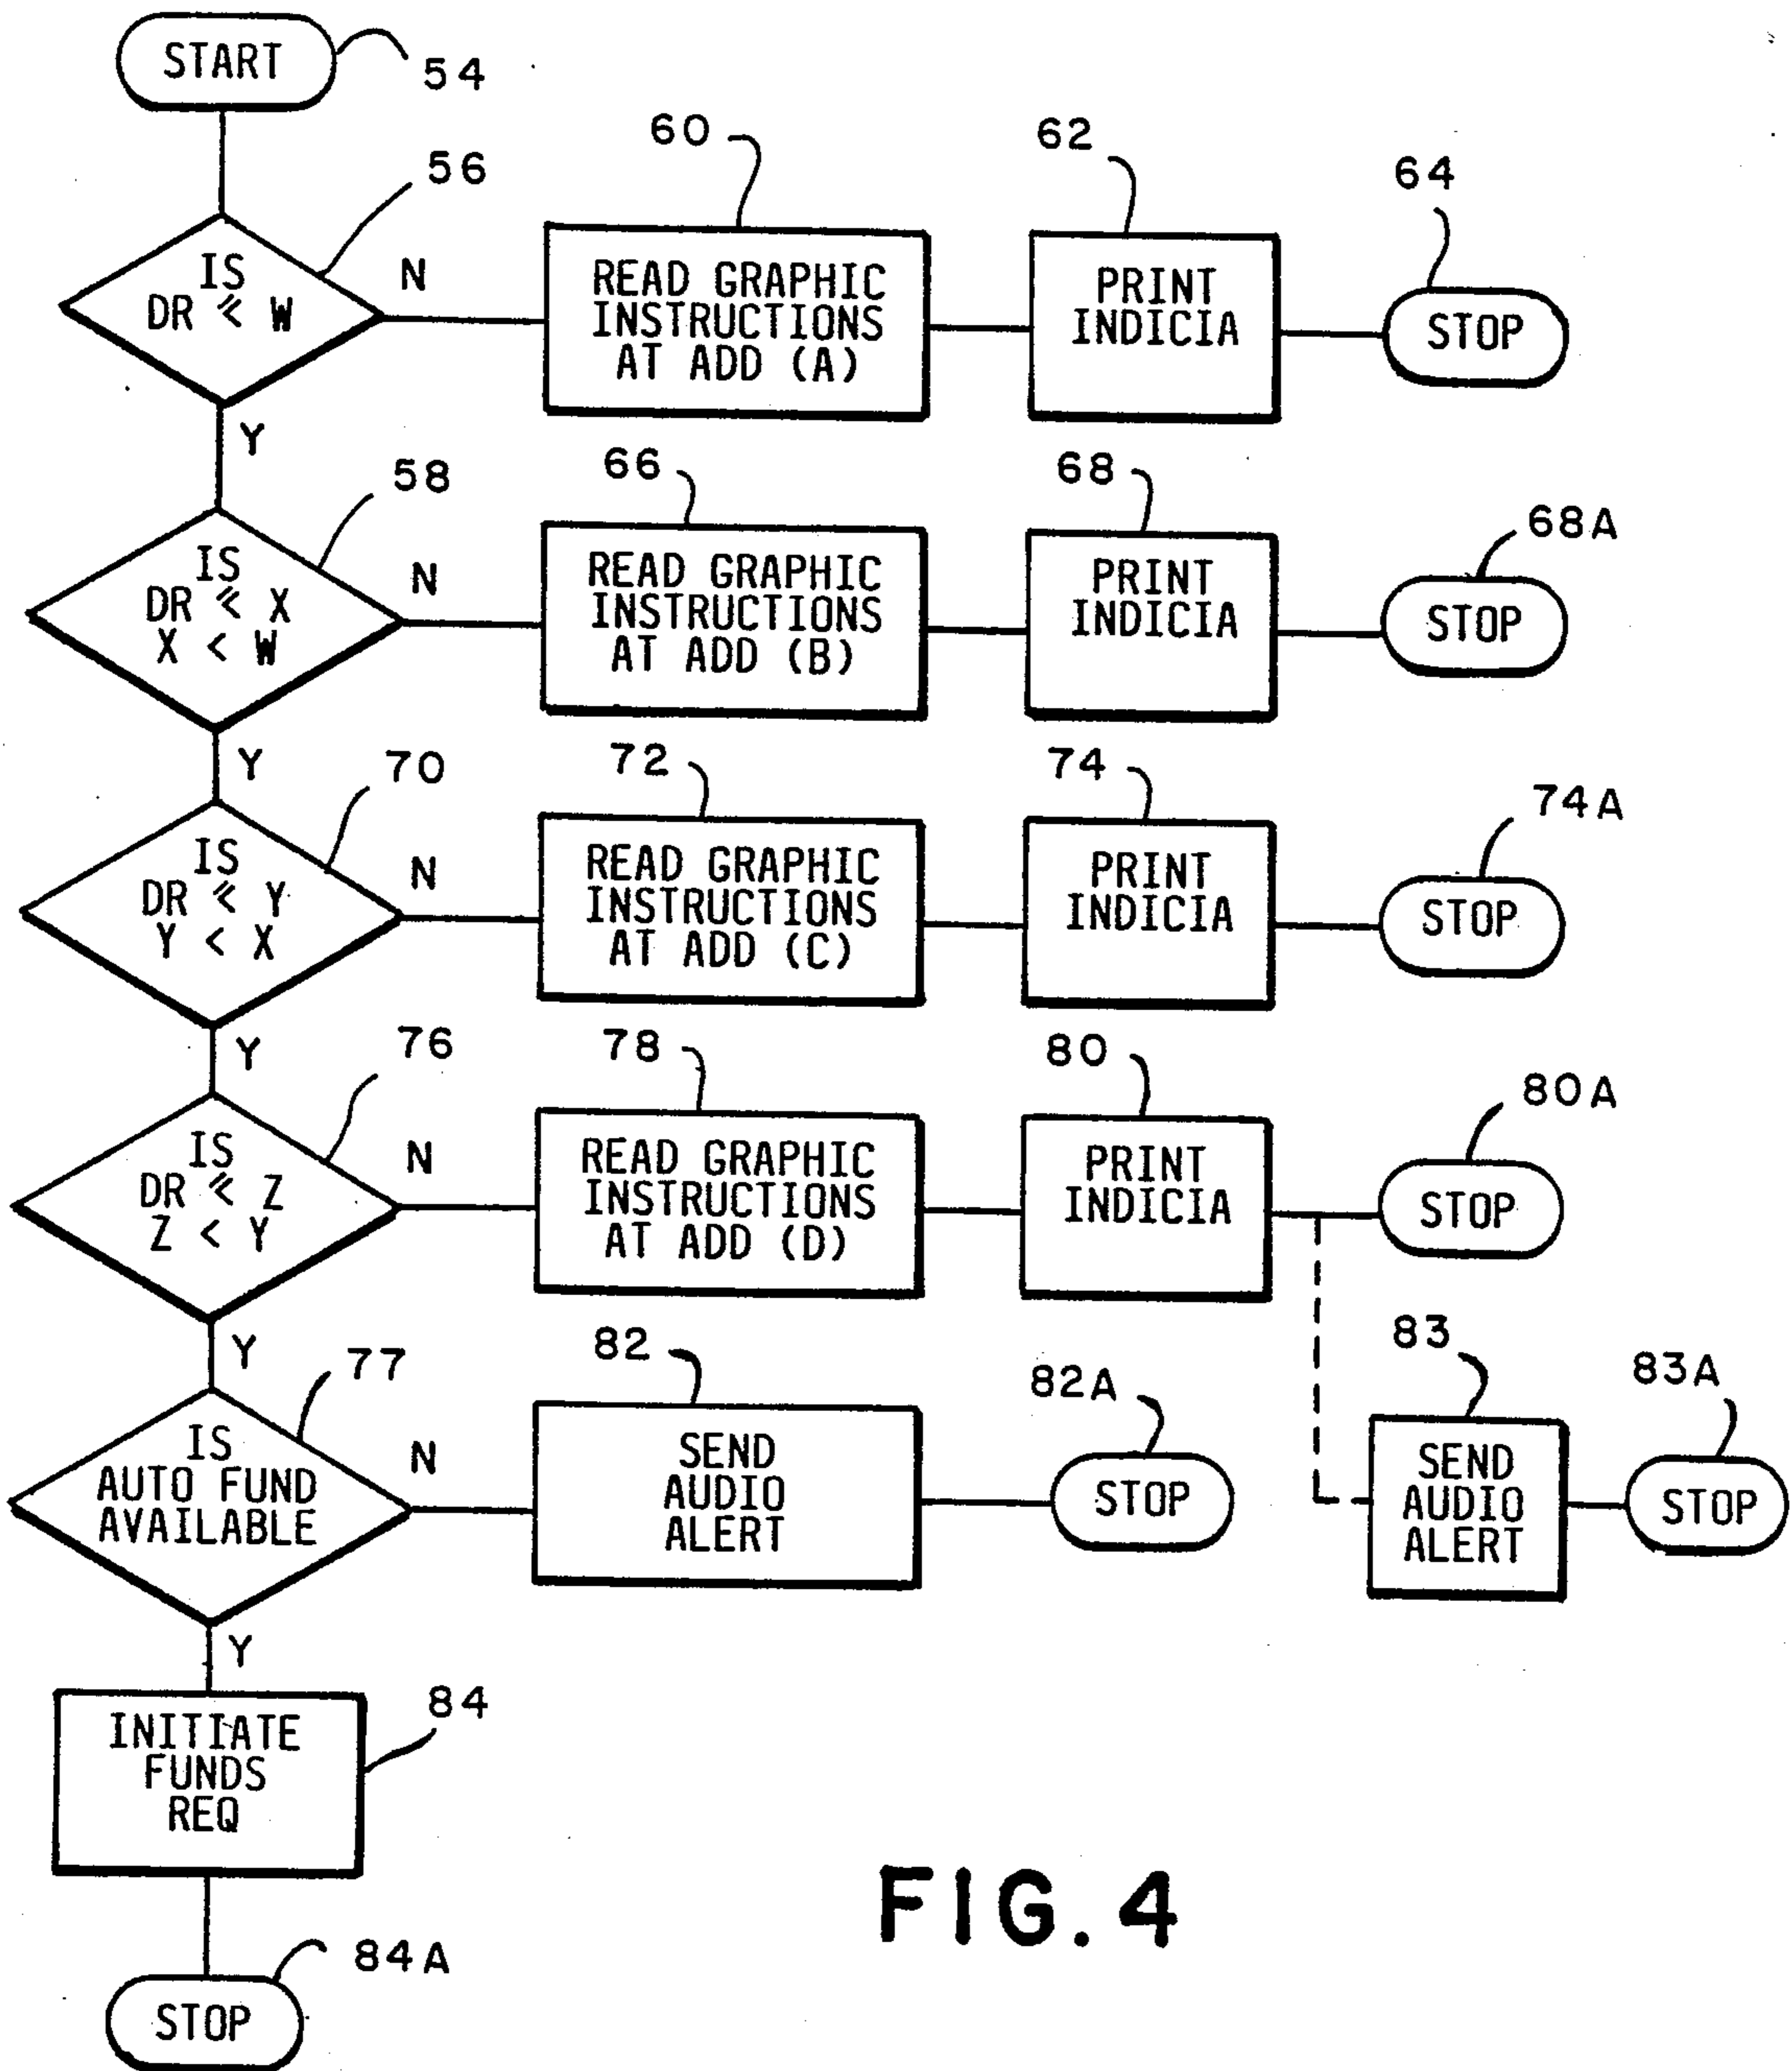 START
54
56
IS
DR ≤ W
N
Y
60
READ GRAPHIC
INSTRUCTIONS
AT ADD (A)
62
PRINT
INDICIA
64
STOP
58
IS
DR ≤ X
X < W
N
Y
66
READ GRAPHIC
INSTRUCTIONS
AT ADD (B)
68
PRINT
INDICIA
68A
STOP
70
IS
DR ≤ Y
Y < X
N
Y
72
READ GRAPHIC
INSTRUCTIONS
AT ADD (C)
74
PRINT
INDICIA
74A
STOP
76
IS
DR ≤ Z
Z < Y
N
Y
78
READ GRAPHIC
INSTRUCTIONS
AT ADD (D)
80
PRINT
INDICIA
80A
STOP
83
SEND
AUDIO
ALERT
83A
STOP
77
IS
AUTO FUND
AVAILABLE
N
Y
82
SEND
AUDIO
ALERT
82A
STOP
84
INITIATE
FUNDS
REQ
84A
STOP
FIG. 4